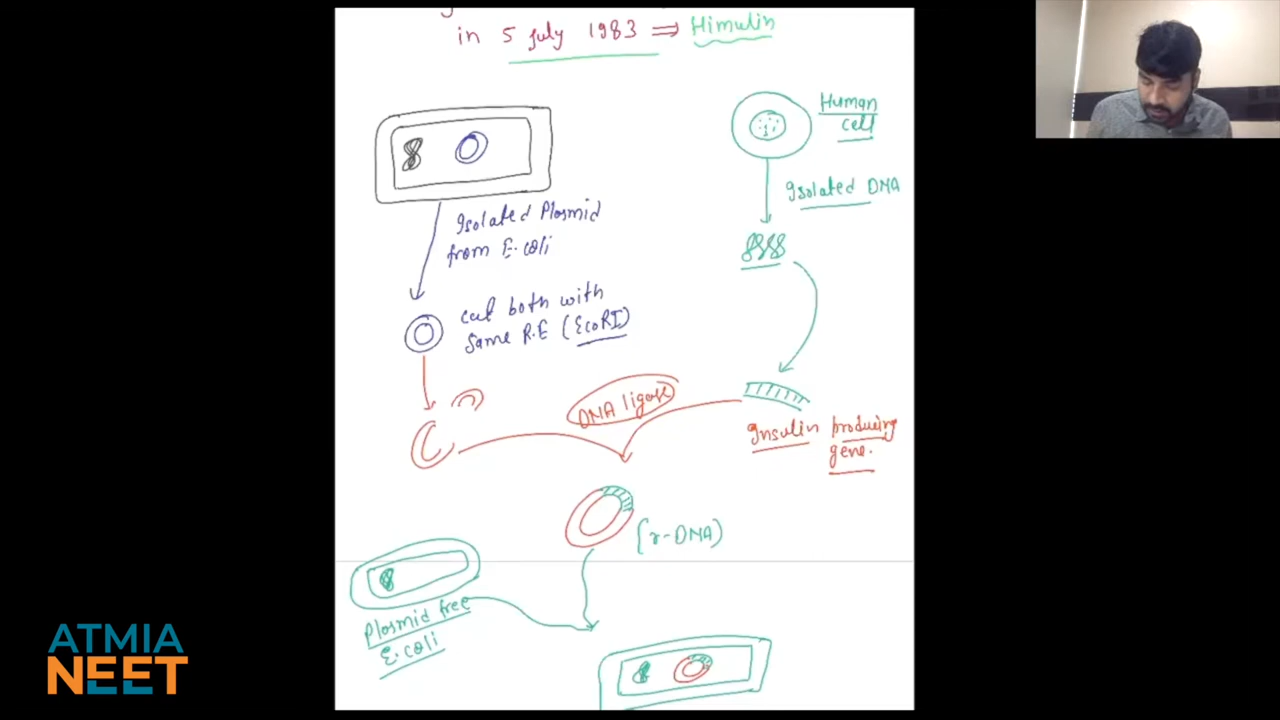 in 5 july 1983 ⇒ Himulin
Human
cell
Isolated DNA
Isolated Plasmid
from E.coli
cut both with
same R.E (EcoRI)
DNA ligase
Insulin producing
gene.
(r-DNA)
Plasmid free
E.coli
ATMIA
NEET